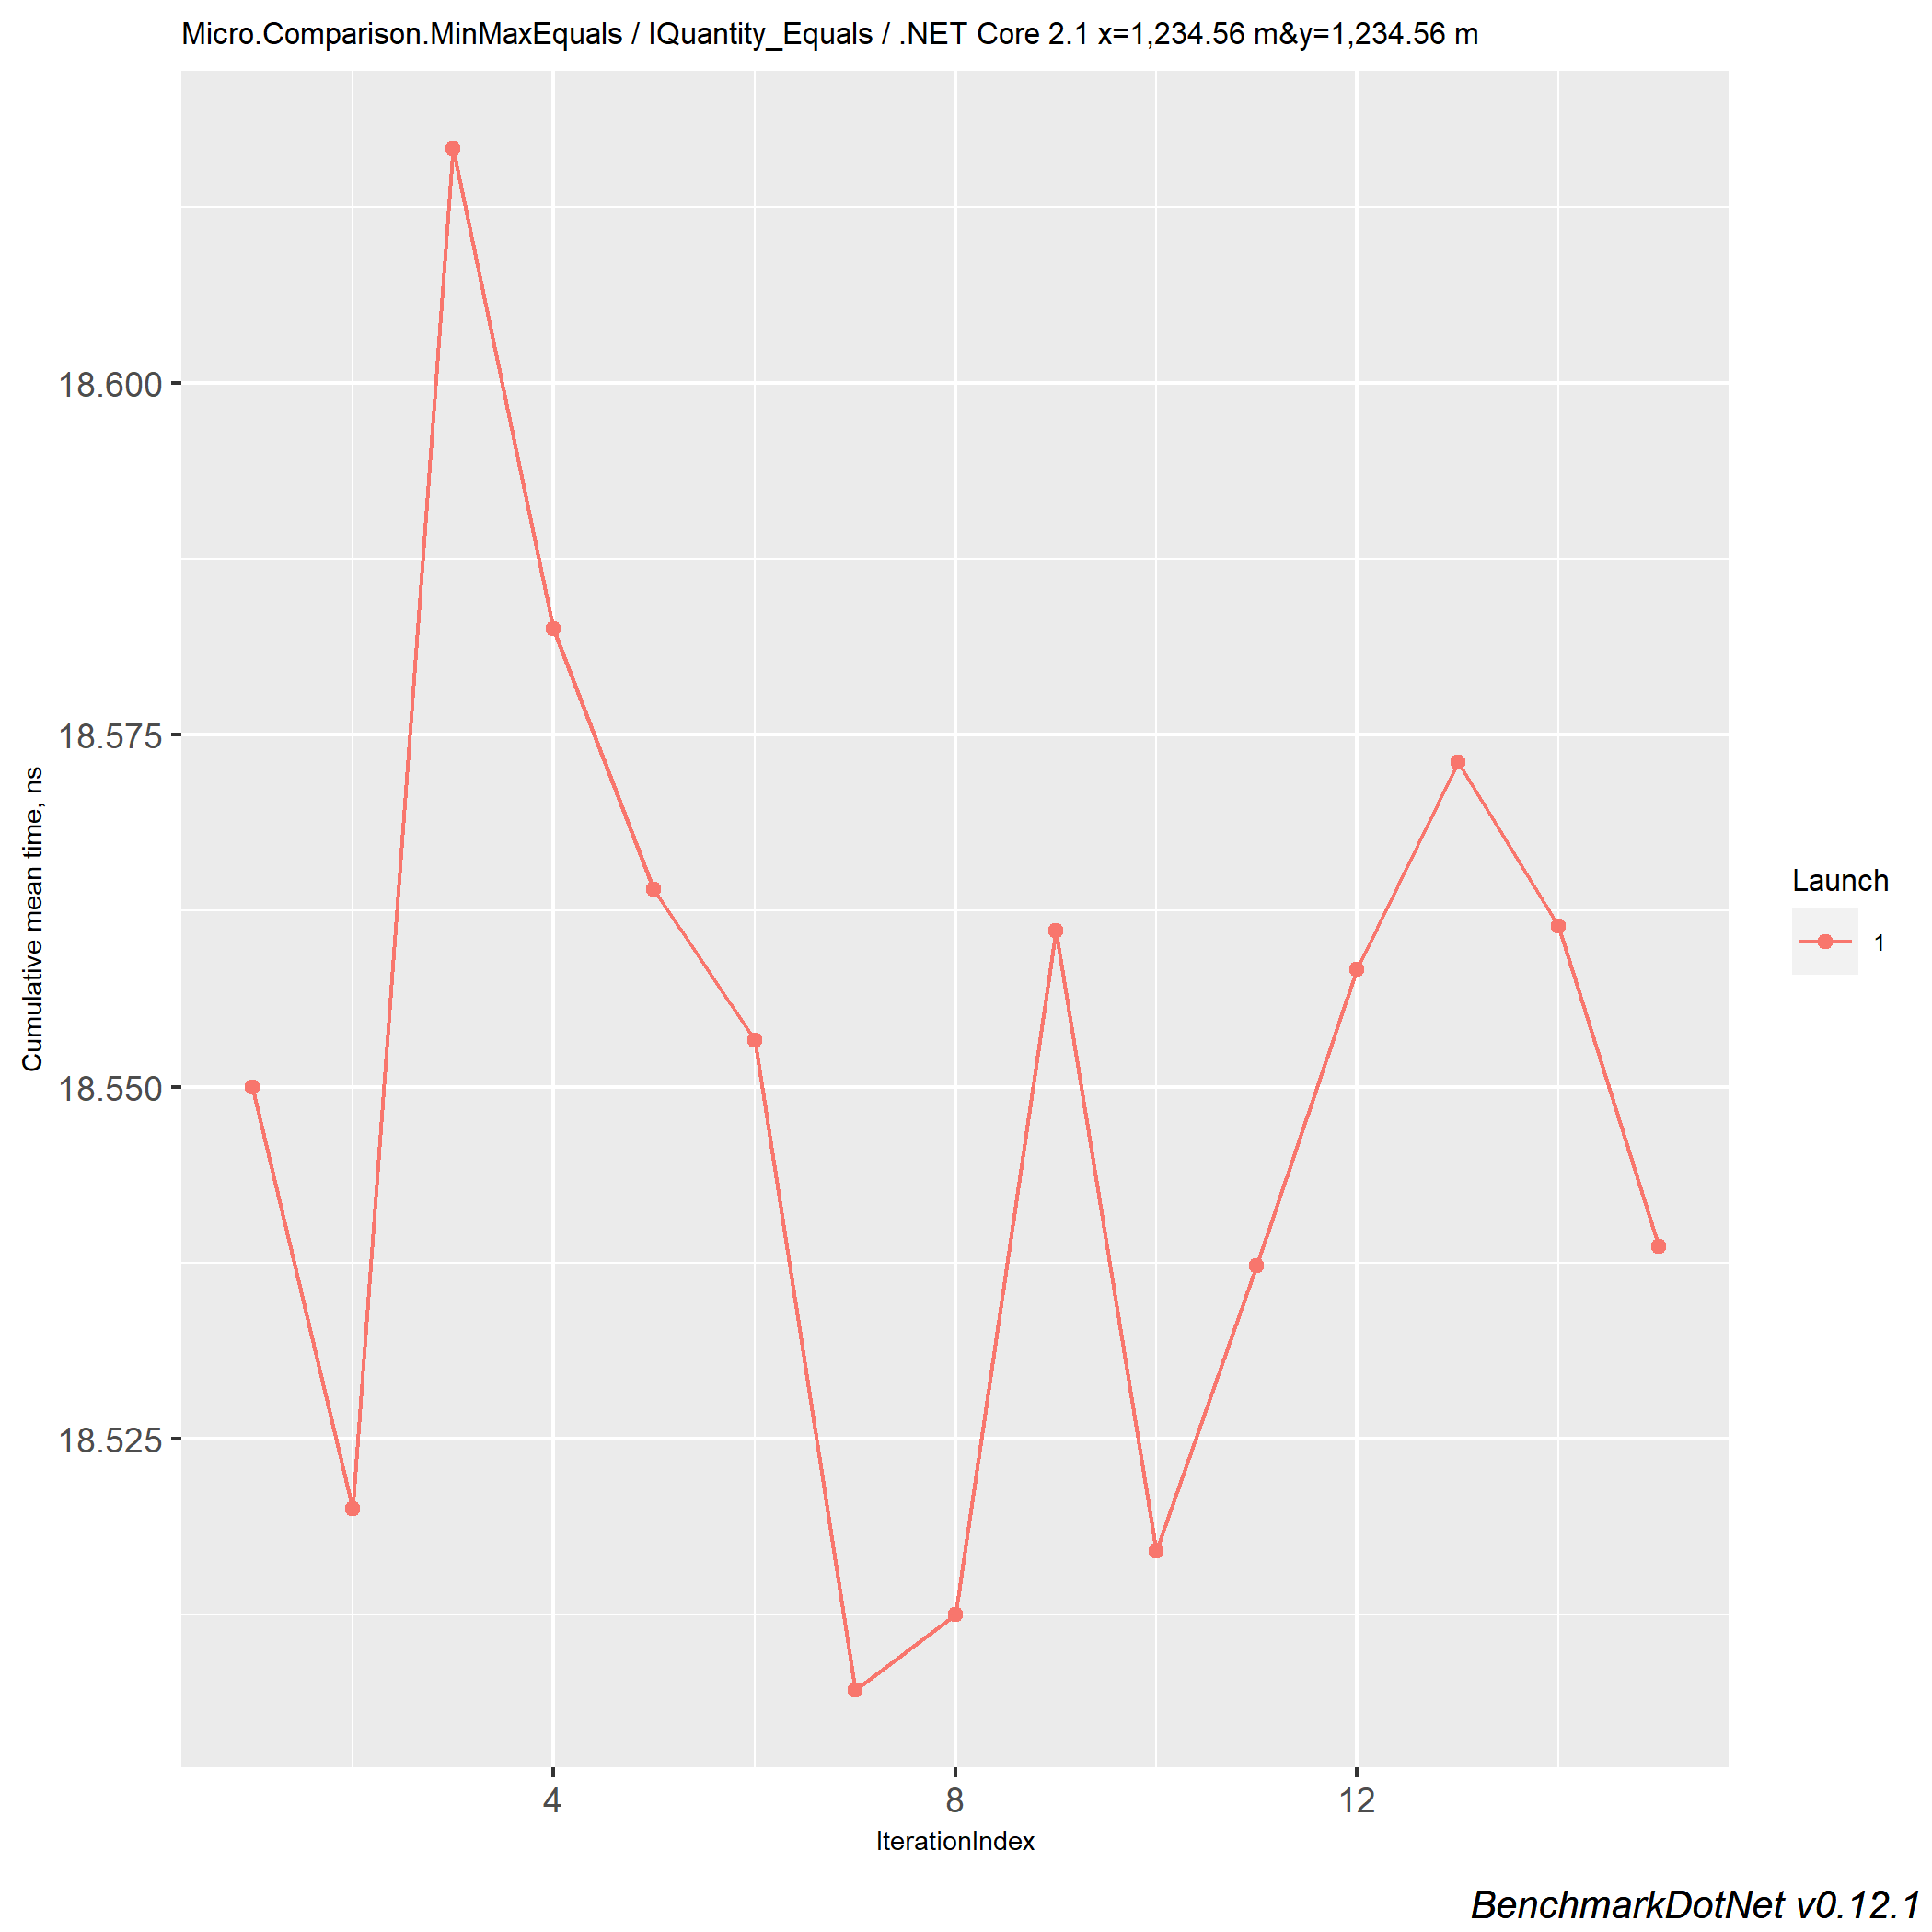 Micro.Comparison.MinMaxEquals / IQuantity_Equals / .NET Core 2.1 x=1,234.56 m&y=1,234.56 m
18.600
18.575
18.550
18.525
Cumulative mean time, ns
4 8 12
IterationIndex
Launch
1
BenchmarkDotNet v0.12.1